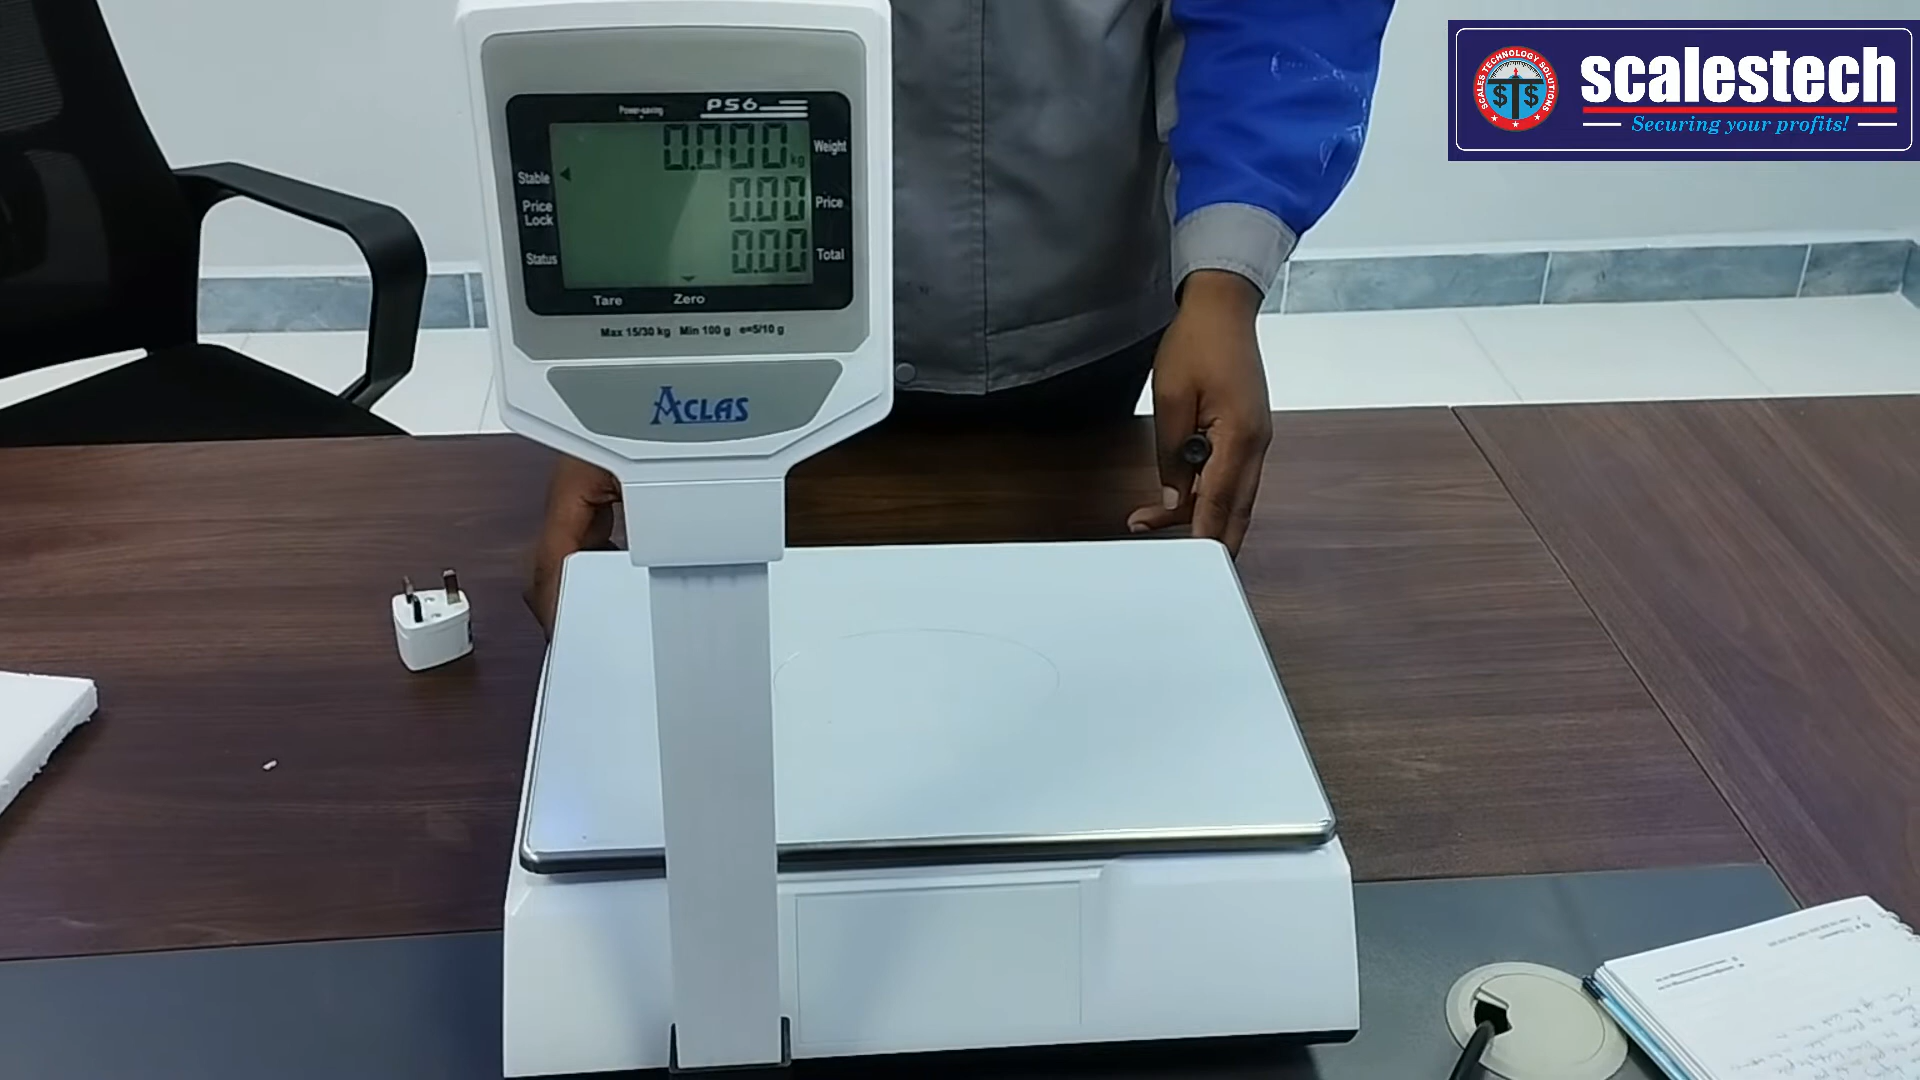 Power-saving
PS6
0.000 kg
Weight
Stable
0.00
Price
Price
Lock
0.00
Total
Status
Tare Zero
Max 15/30 kg Min 100 g e=5/10 g
ACLAS
SCALES TECHNOLOGY SOLUTIONS
$T$
scalestech
Securing your profits!